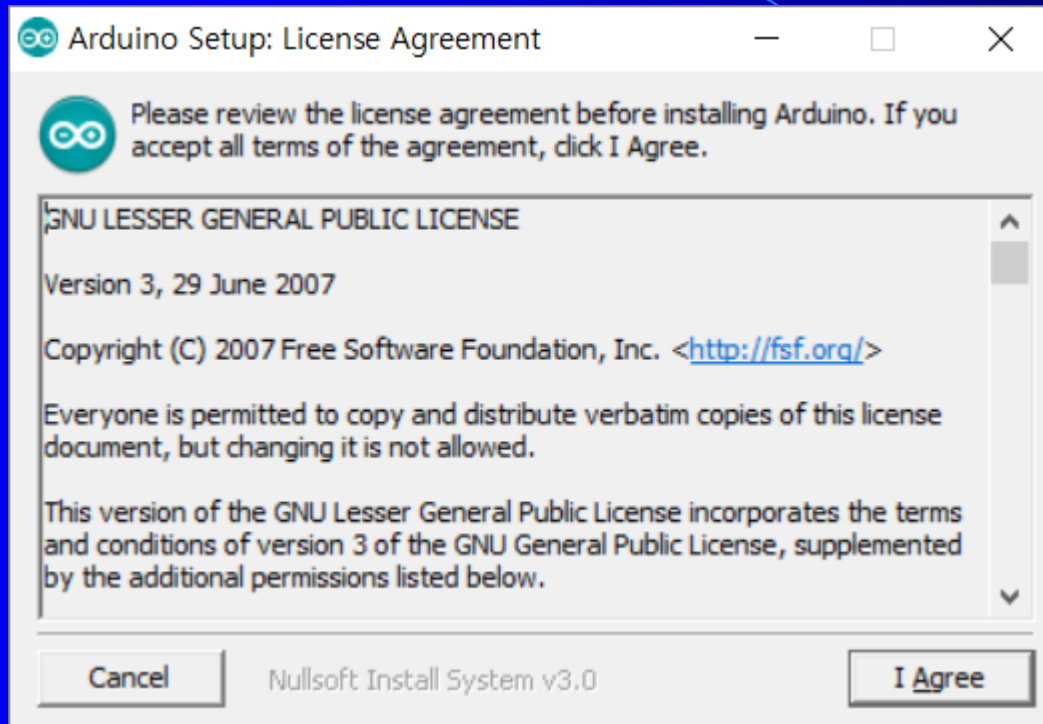 Arduino Setup: License Agreement
Please review the license agreement before installing Arduino. If you
accept all terms of the agreement, click I Agree.
GNU LESSER GENERAL PUBLIC LICENSE
Version 3, 29 June 2007
Copyright (C) 2007 Free Software Foundation, Inc. <http://fsf.org/>
Everyone is permitted to copy and distribute verbatim copies of this license
document, but changing it is not allowed.
This version of the GNU Lesser General Public License incorporates the terms
and conditions of version 3 of the GNU General Public License, supplemented
by the additional permissions listed below.
Cancel
Nullsoft Install System v3.0
I Agree